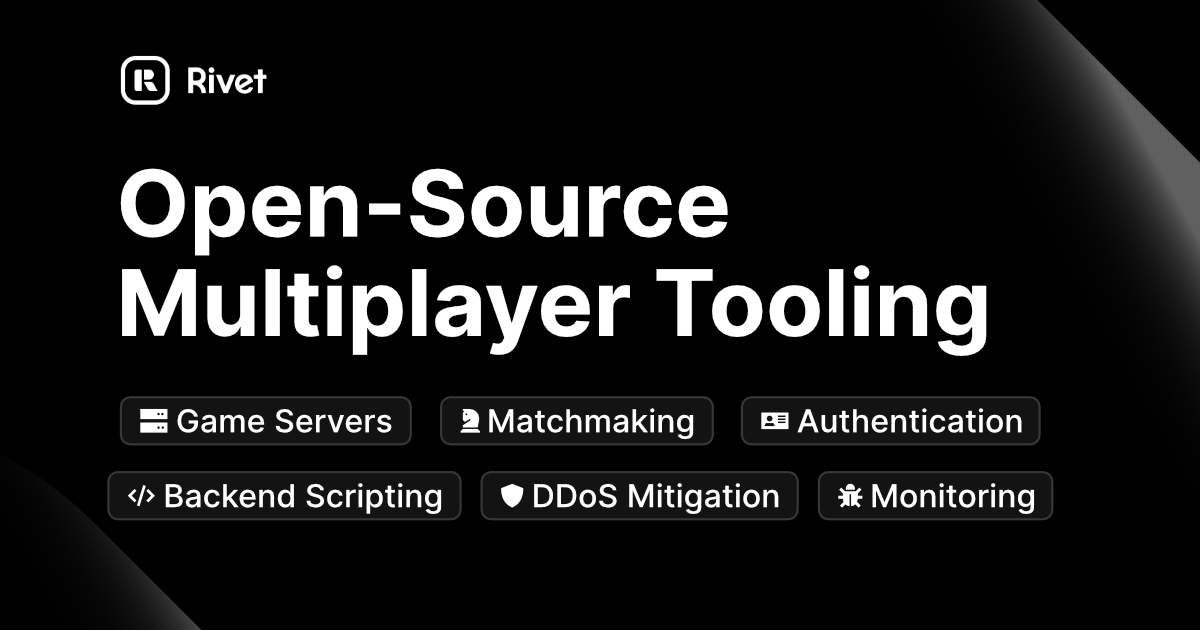 Rivet
Open-Source
Multiplayer Tooling
Game Servers Matchmaking Authentication
Backend Scripting DDoS Mitigation Monitoring